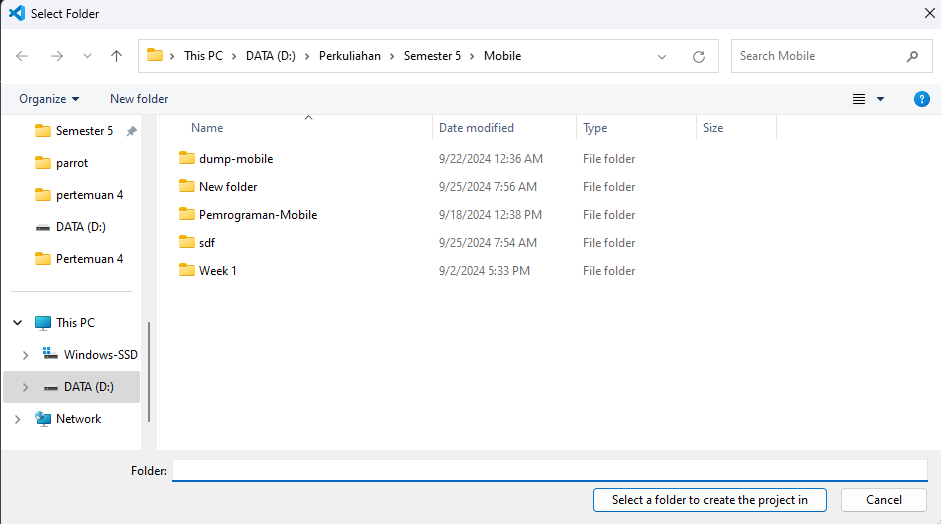 Select Folder
This PC > DATA (D:) > Perkuliahan > Semester 5 > Mobile
Search Mobile
Organize New folder
Semester 5
parrot
pertemuan 4
DATA (D:)
Pertemuan 4
This PC
Windows-SSD
DATA (D:)
Network
Name Date modified Type Size
dump-mobile 9/22/2024 12:36 AM File folder
New folder 9/25/2024 7:56 AM File folder
Pemrograman-Mobile 9/18/2024 12:38 PM File folder
sdf 9/25/2024 7:54 AM File folder
Week 1 9/2/2024 5:33 PM File folder
Folder:
Select a folder to create the project in Cancel